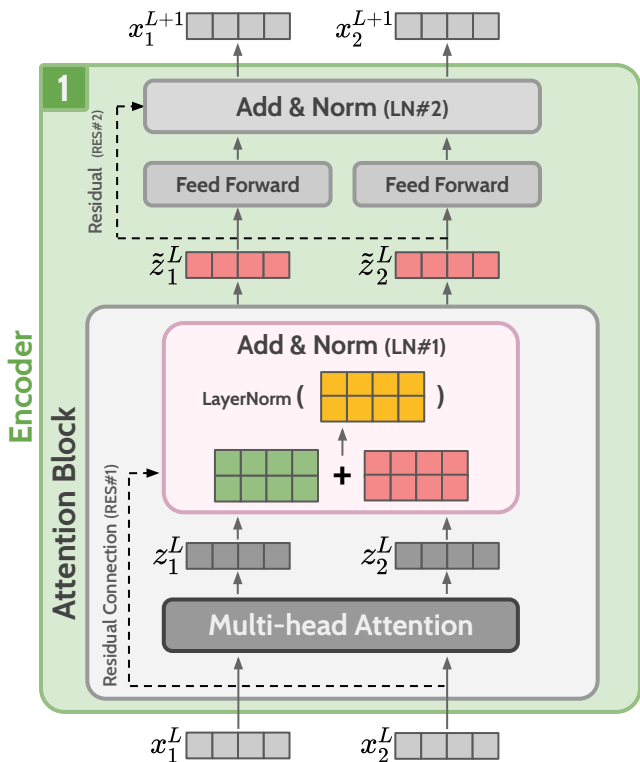 x_1^{L+1} x_2^{L+1}
1
Add & Norm (LN#2)
Residual (RES#2)
Feed Forward Feed Forward
z̃_1^L z̃_2^L
Encoder
Attention Block
Add & Norm (LN#1)
LayerNorm ( )
+
Residual Connection (RES#1)
z_1^L z_2^L
Multi-head Attention
x_1^L x_2^L